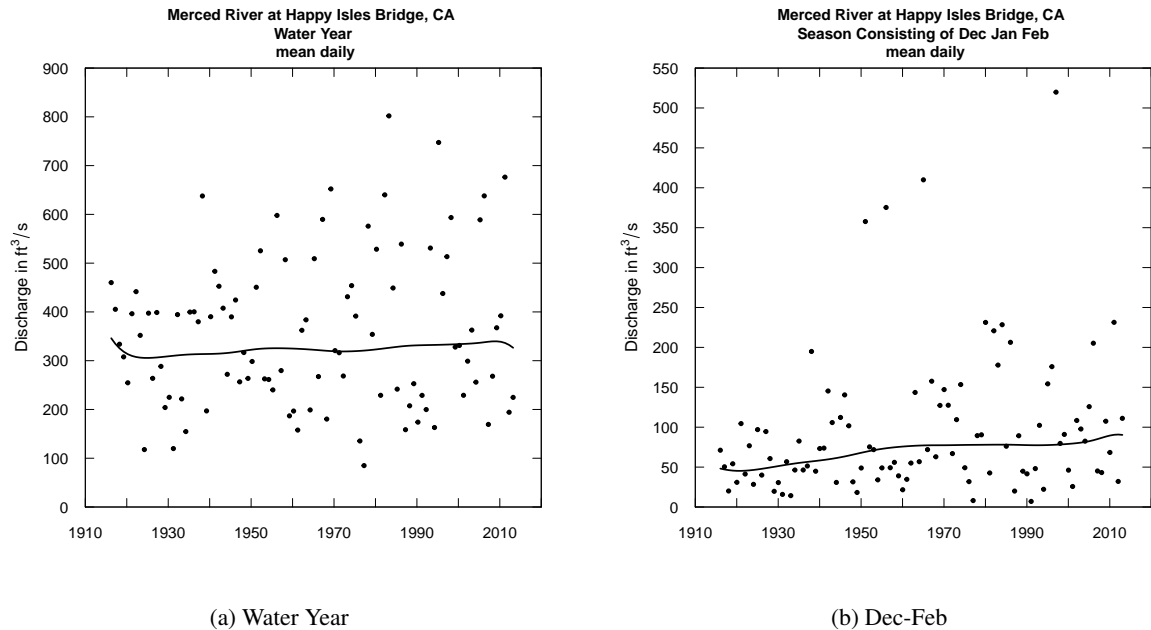 Merced River at Happy Isles Bridge, CA
Water Year
mean daily
900
800
700
600
500
400
300
200
100
0
Discharge in ft³/s
1910 1930 1950 1970 1990 2010
(a) Water Year
Merced River at Happy Isles Bridge, CA
Season Consisting of Dec Jan Feb
mean daily
550
500
450
400
350
300
250
200
150
100
50
0
Discharge in ft³/s
1910 1930 1950 1970 1990 2010
(b) Dec-Feb